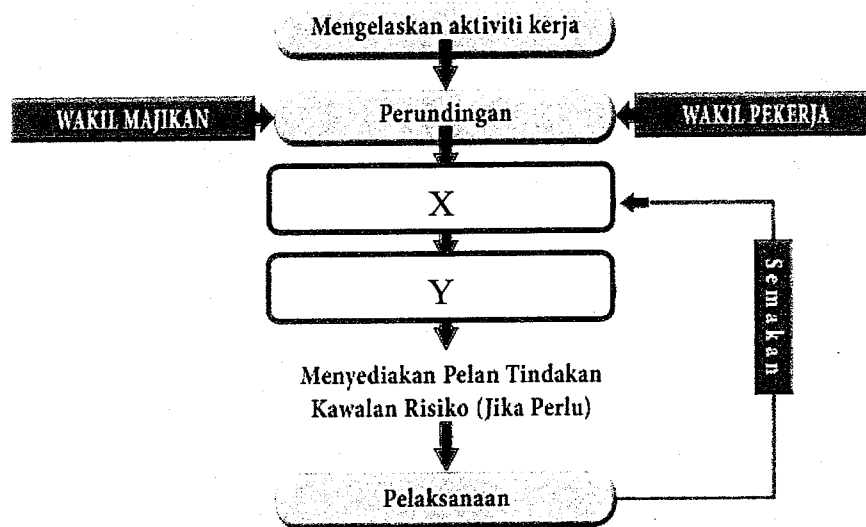 Mengelaskan aktiviti kerja
WAKIL MAJIKAN
Perundingan
WAKIL PEKERJA
X
Y
Semakan
Menyediakan Pelan Tindakan
Kawalan Risiko (Jika Perlu)
Pelaksanaan